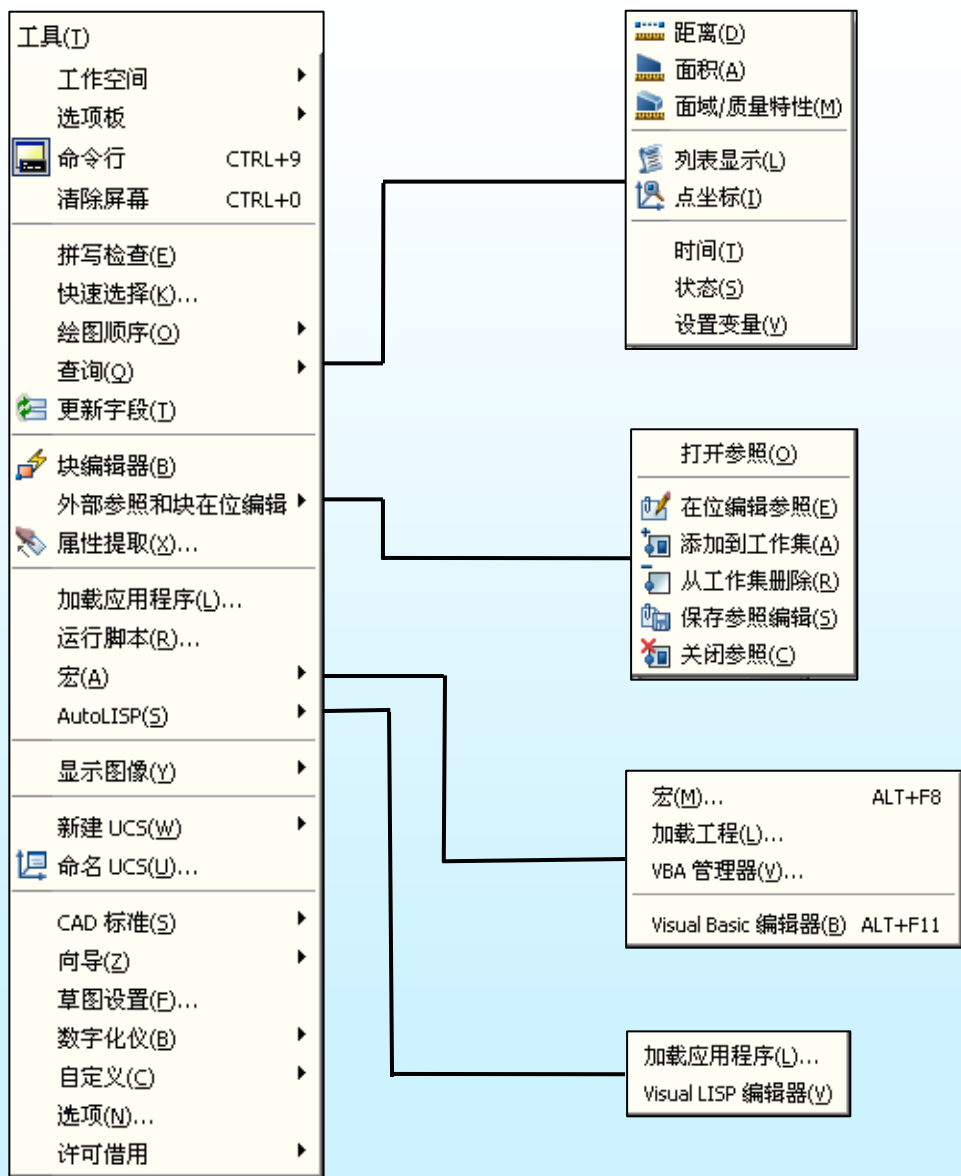 工具(T)
工作空间
选项板
命令行 CTRL+9
清除屏幕 CTRL+0
拼写检查(E)
快速选择(K)...
绘图顺序(O)
查询(Q)
更新字段(T)
块编辑器(B)
外部参照和块在位编辑
属性提取(X)...
加载应用程序(L)...
运行脚本(R)...
宏(A)
AutoLISP(S)
显示图像(Y)
新建 UCS(W)
命名 UCS(U)...
CAD 标准(S)
向导(Z)
草图设置(F)...
数字化仪(B)
自定义(C)
选项(N)...
许可借用
距离(D)
面积(A)
面域/质量特性(M)
列表显示(L)
点坐标(I)
时间(T)
状态(S)
设置变量(V)
打开参照(O)
在位编辑参照(E)
添加到工作集(A)
从工作集删除(R)
保存参照编辑(S)
关闭参照(C)
宏(M)... ALT+F8
加载工程(L)...
VBA 管理器(V)...
Visual Basic 编辑器(B) ALT+F11
加载应用程序(L)...
Visual LISP 编辑器(V)